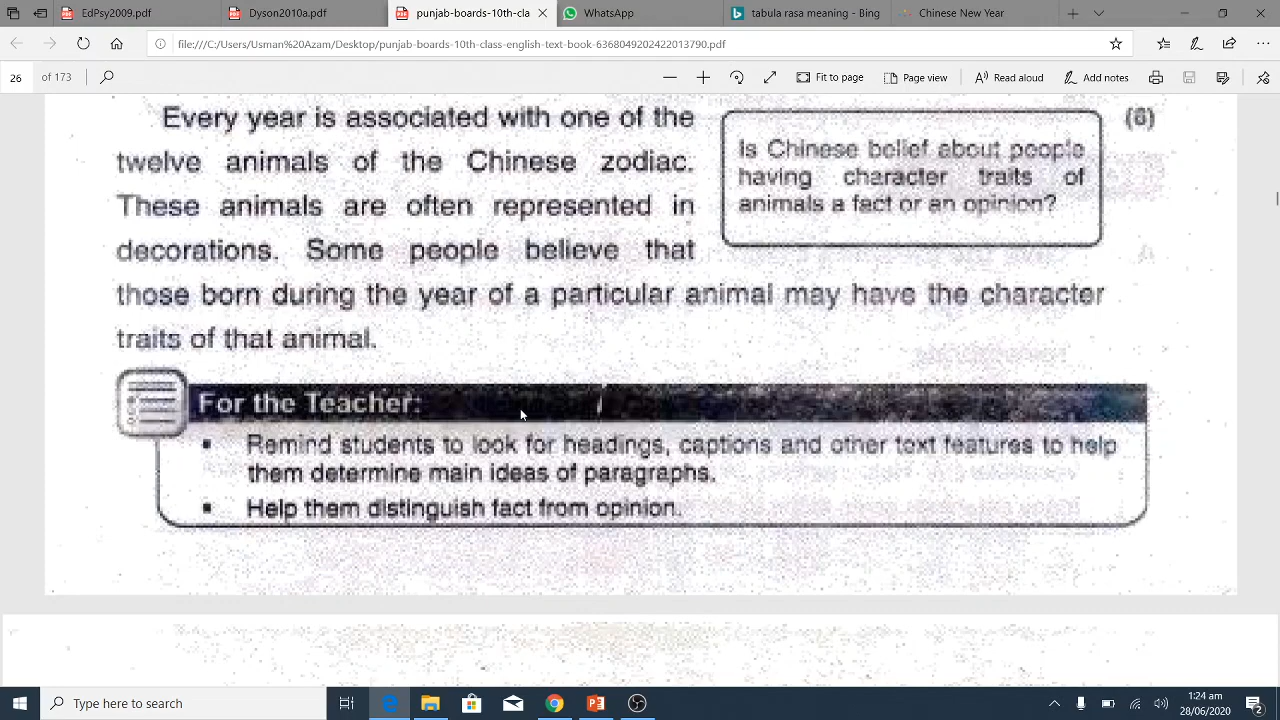 EdPsy2009.pdf
Dyson2010a.pdf
punjab-boards-10th-cla
WhatsApp
tabula rasa meaning - Bing
Chinese New Year
file:///C:/Users/Usman%20Azam/Desktop/punjab-boards-10th-class-english-text-book-6368049202422013790.pdf
26 of 173
Fit to page
Page view
Read aloud
Add notes
Every year is associated with one of the
twelve animals of the Chinese zodiac.
These animals are often represented in
decorations. Some people believe that
those born during the year of a particular animal may have the character
traits of that animal.
(6)
Is Chinese belief about people
having character traits of
animals a fact or an opinion?
For the Teacher:
▪ Remind students to look for headings, captions and other text features to help
them determine main ideas of paragraphs.
▪ Help them distinguish fact from opinion.
Type here to search
1:24 am
28/06/2020
2